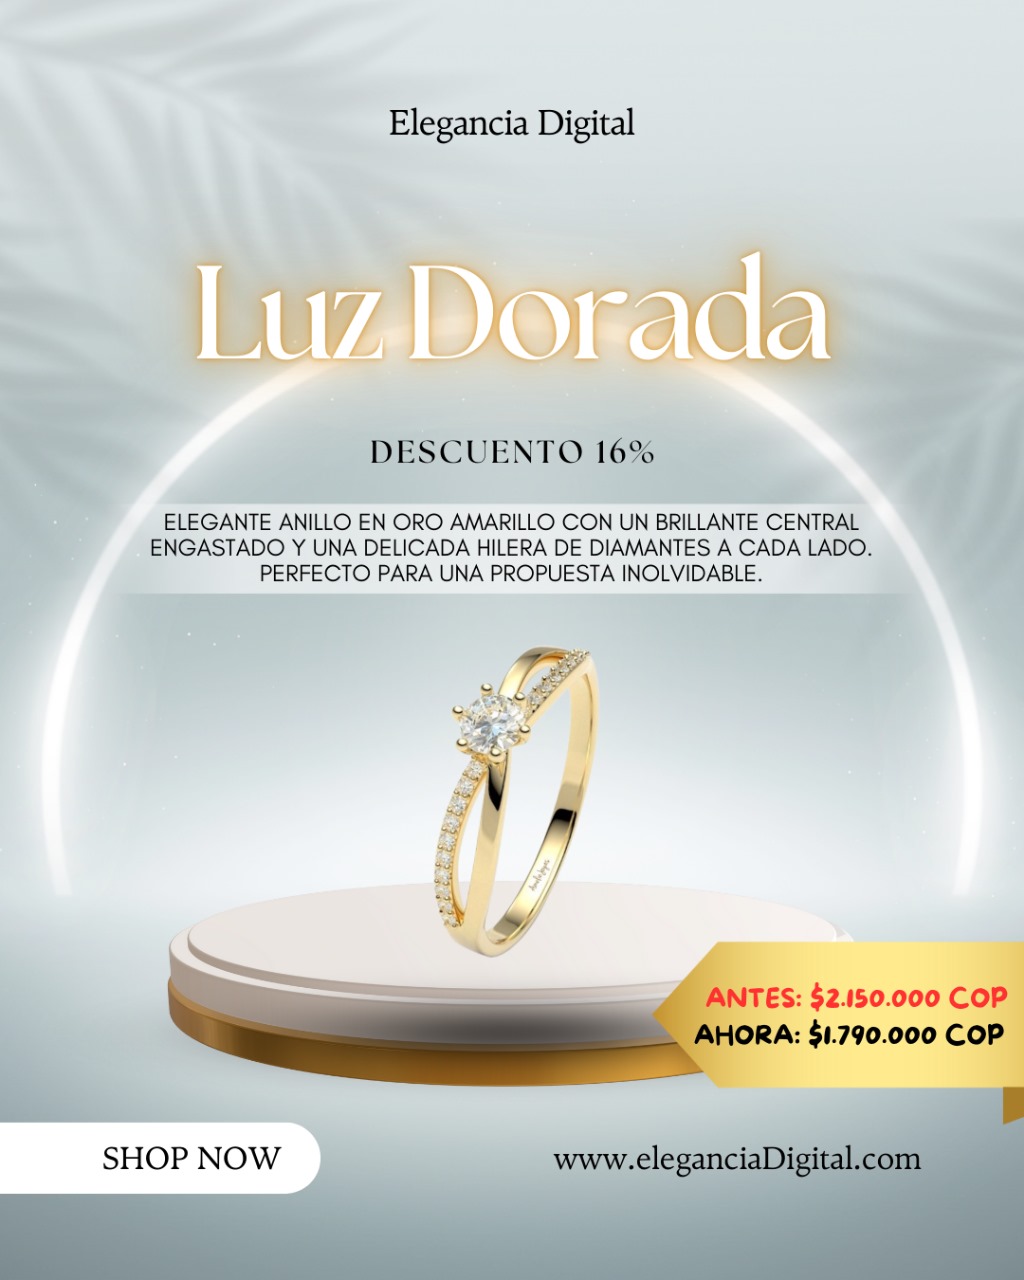 Elegancia Digital
Luz Dorada
DESCUENTO 16%
ELEGANTE ANILLO EN ORO AMARILLO CON UN BRILLANTE CENTRAL
ENGASTADO Y UNA DELICADA HILERA DE DIAMANTES A CADA LADO.
PERFECTO PARA UNA PROPUESTA INOLVIDABLE.
ANTES: $2.150.000 COP
AHORA: $1.790.000 COP
SHOP NOW
www.eleganciaDigital.com